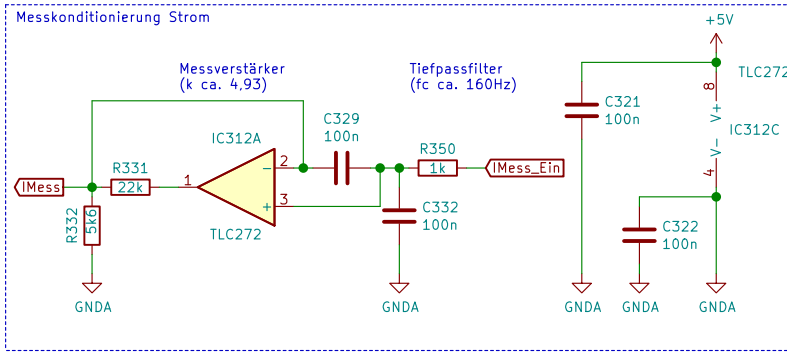 Messkonditionierung Strom
+5V
Messverstärker
(k ca. 4,93)
Tiefpassfilter
(fc ca. 160Hz)
TLC272
8
V+
C321
100n
IC312C
V-
4
IC312A
C329
100n
R350
1k
IMess_Ein
2
-
3
+
1
TLC272
R331
22k
IMess
R332
5k6
C332
100n
C322
100n
GNDA
GNDA
GNDA
GNDA
GNDA